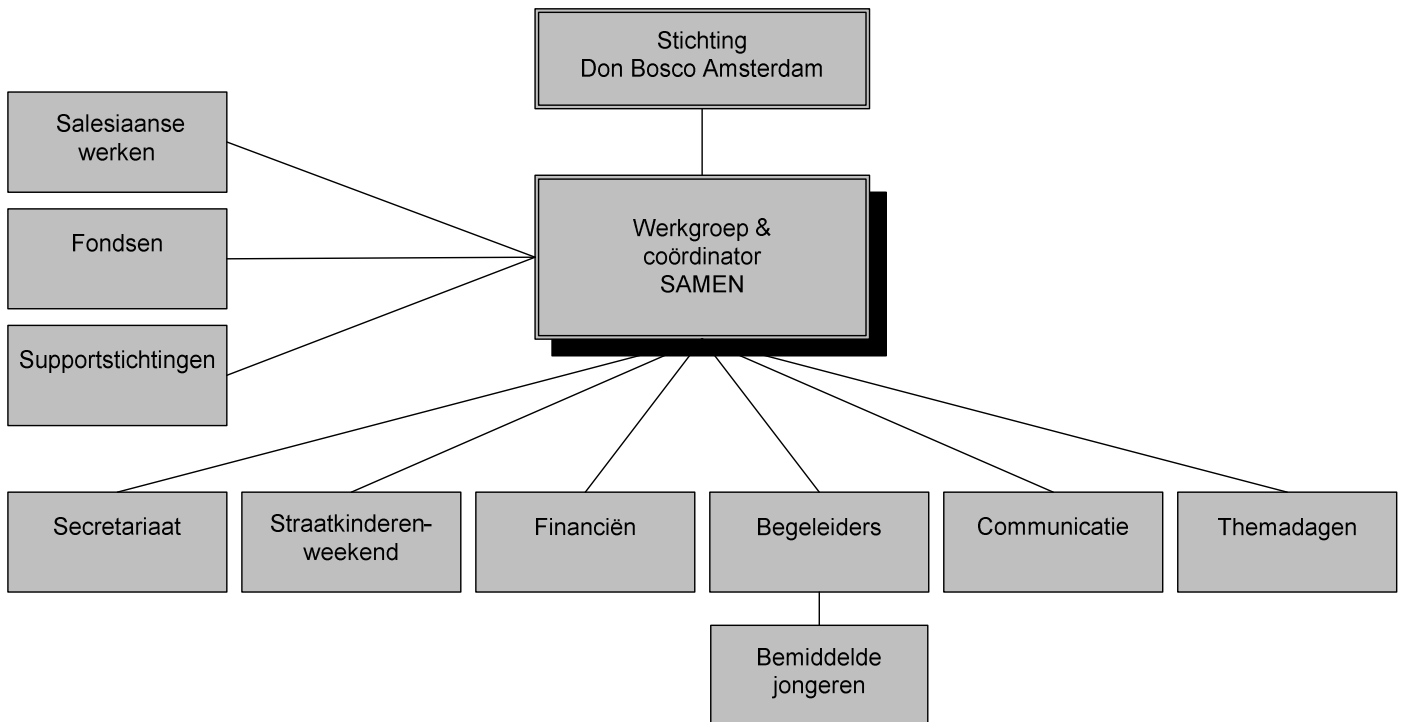 Stichting
Don Bosco Amsterdam
Salesiaanse
werken
Fondsen
Supportstichtingen
Werkgroep &
coördinator
SAMEN
Secretariaat
Straatkinderen-
weekend
Financiën
Begeleiders
Communicatie
Themadagen
Bemiddelde
jongeren